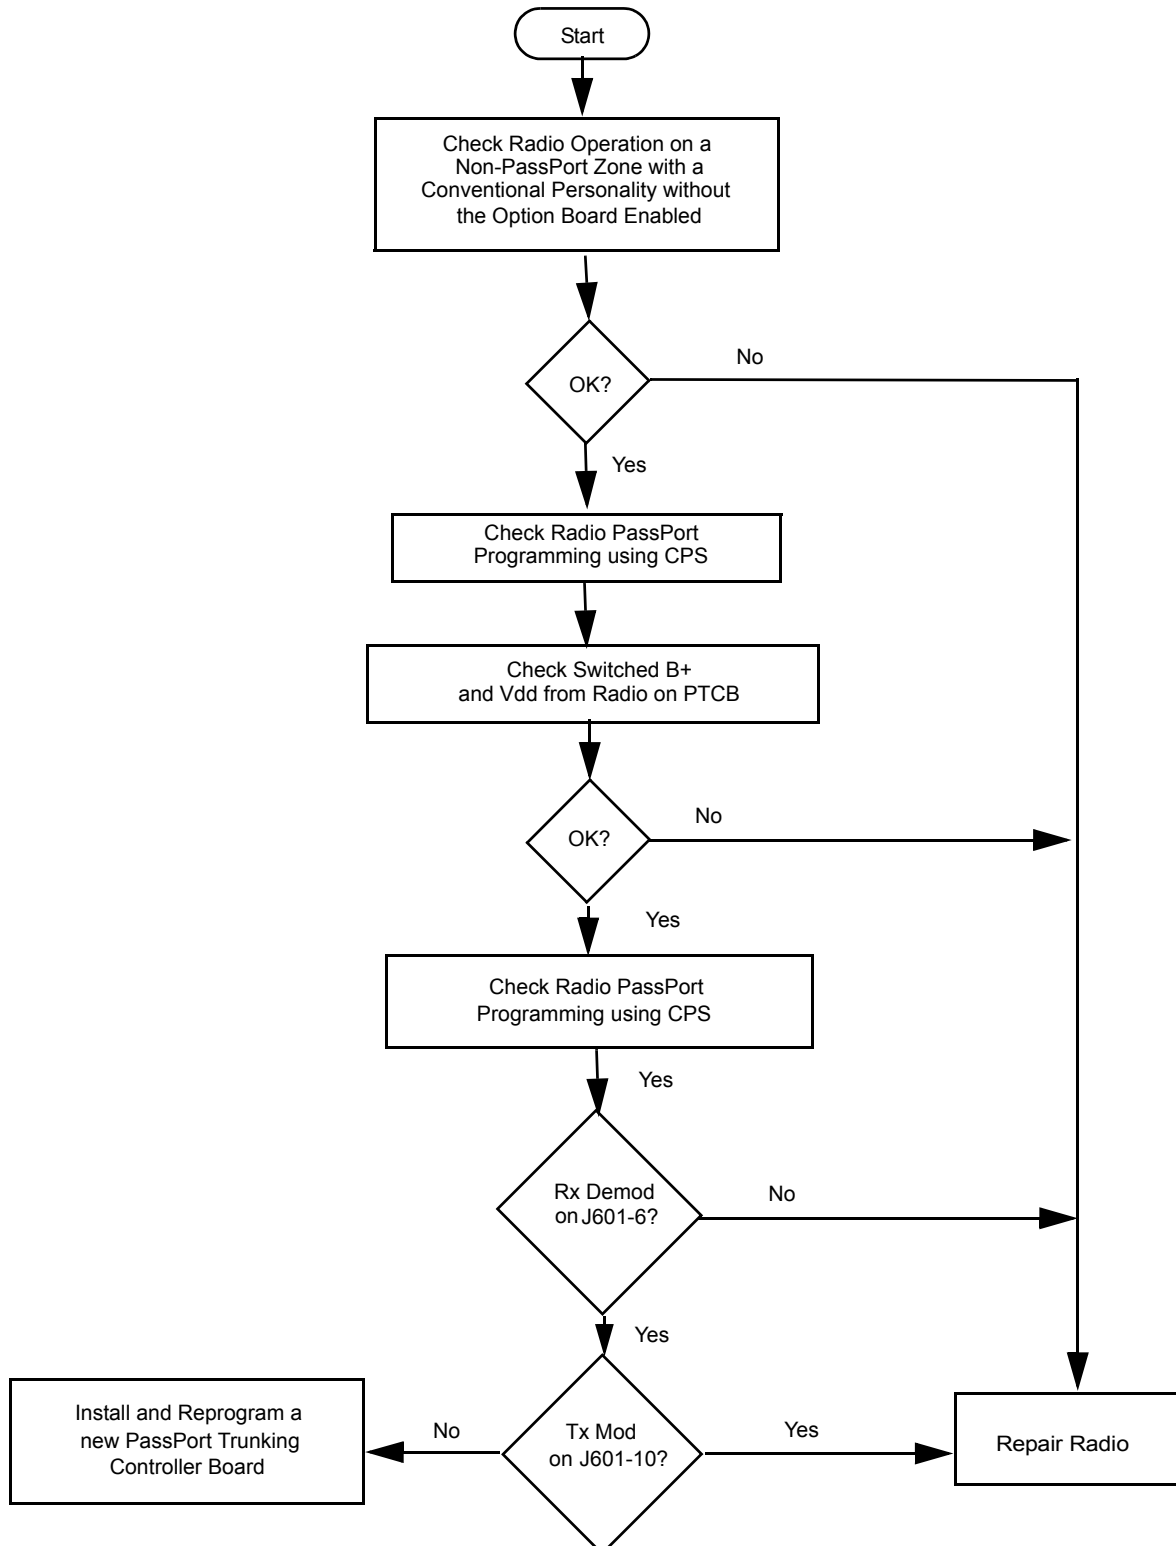 Start
Check Radio Operation on a
Non-PassPort Zone with a
Conventional Personality without
the Option Board Enabled
OK?
No
Yes
Check Radio PassPort
Programming using CPS
Check Switched B+
and Vdd from Radio on PTCB
OK?
No
Yes
Check Radio PassPort
Programming using CPS
Yes
Rx Demod
on J601-6?
No
Yes
Tx Mod
on J601-10?
No
Yes
Install and Reprogram a
new PassPort Trunking
Controller Board
Repair Radio